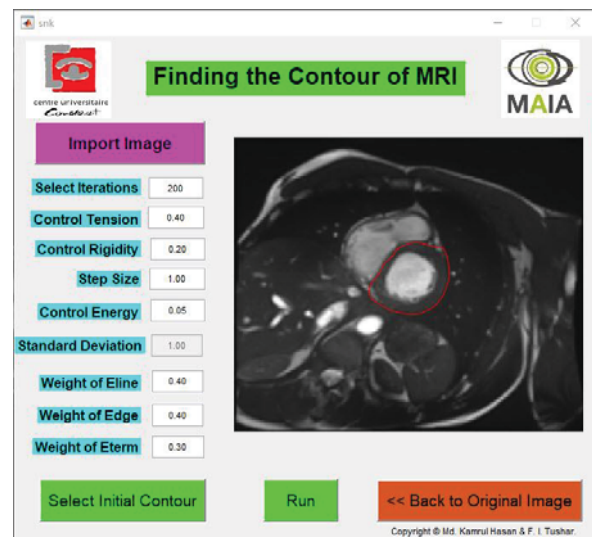 snk
Finding the Contour of MRI
centre universitaire
Condorcet
MAIA
Import Image
Select Iterations 200
Control Tension 0.40
Control Rigidity 0.20
Step Size 1.00
Control Energy 0.05
Standard Deviation 1.00
Weight of Eline 0.40
Weight of Edge 0.40
Weight of Eterm 0.30
Select Initial Contour Run << Back to Original Image
Copyright © Md. Kamrul Hasan & F. I. Tushar.